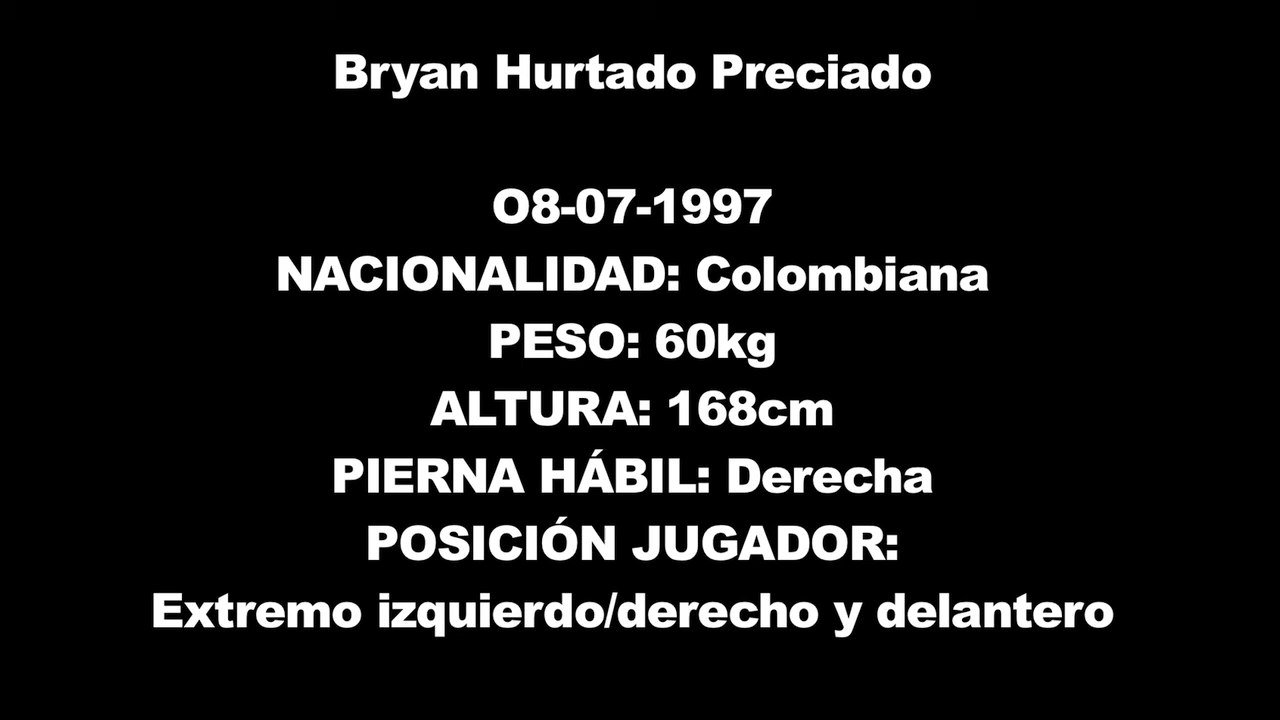 Bryan Hurtado Preciado
O8-07-1997
NACIONALIDAD: Colombiana
PESO: 60kg
ALTURA: 168cm
PIERNA HÁBIL: Derecha
POSICIÓN JUGADOR:
Extremo izquierdo/derecho y delantero